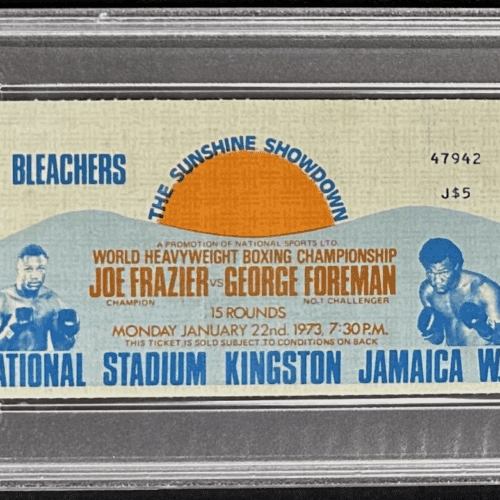 BLEACHERS
THE SUNSHINE SHOWDOWN
47942
J$5
A PROMOTION OF NATIONAL SPORTS LTD.
WORLD HEAVYWEIGHT BOXING CHAMPIONSHIP
JOE FRAZIER VS GEORGE FOREMAN
CHAMPION NO.1 CHALLENGER
15 ROUNDS
MONDAY JANUARY 22nd. 1973, 7:30 P.M.
THIS TICKET IS SOLD SUBJECT TO CONDITIONS ON BACK
ATIONAL STADIUM KINGSTON JAMAICA W.